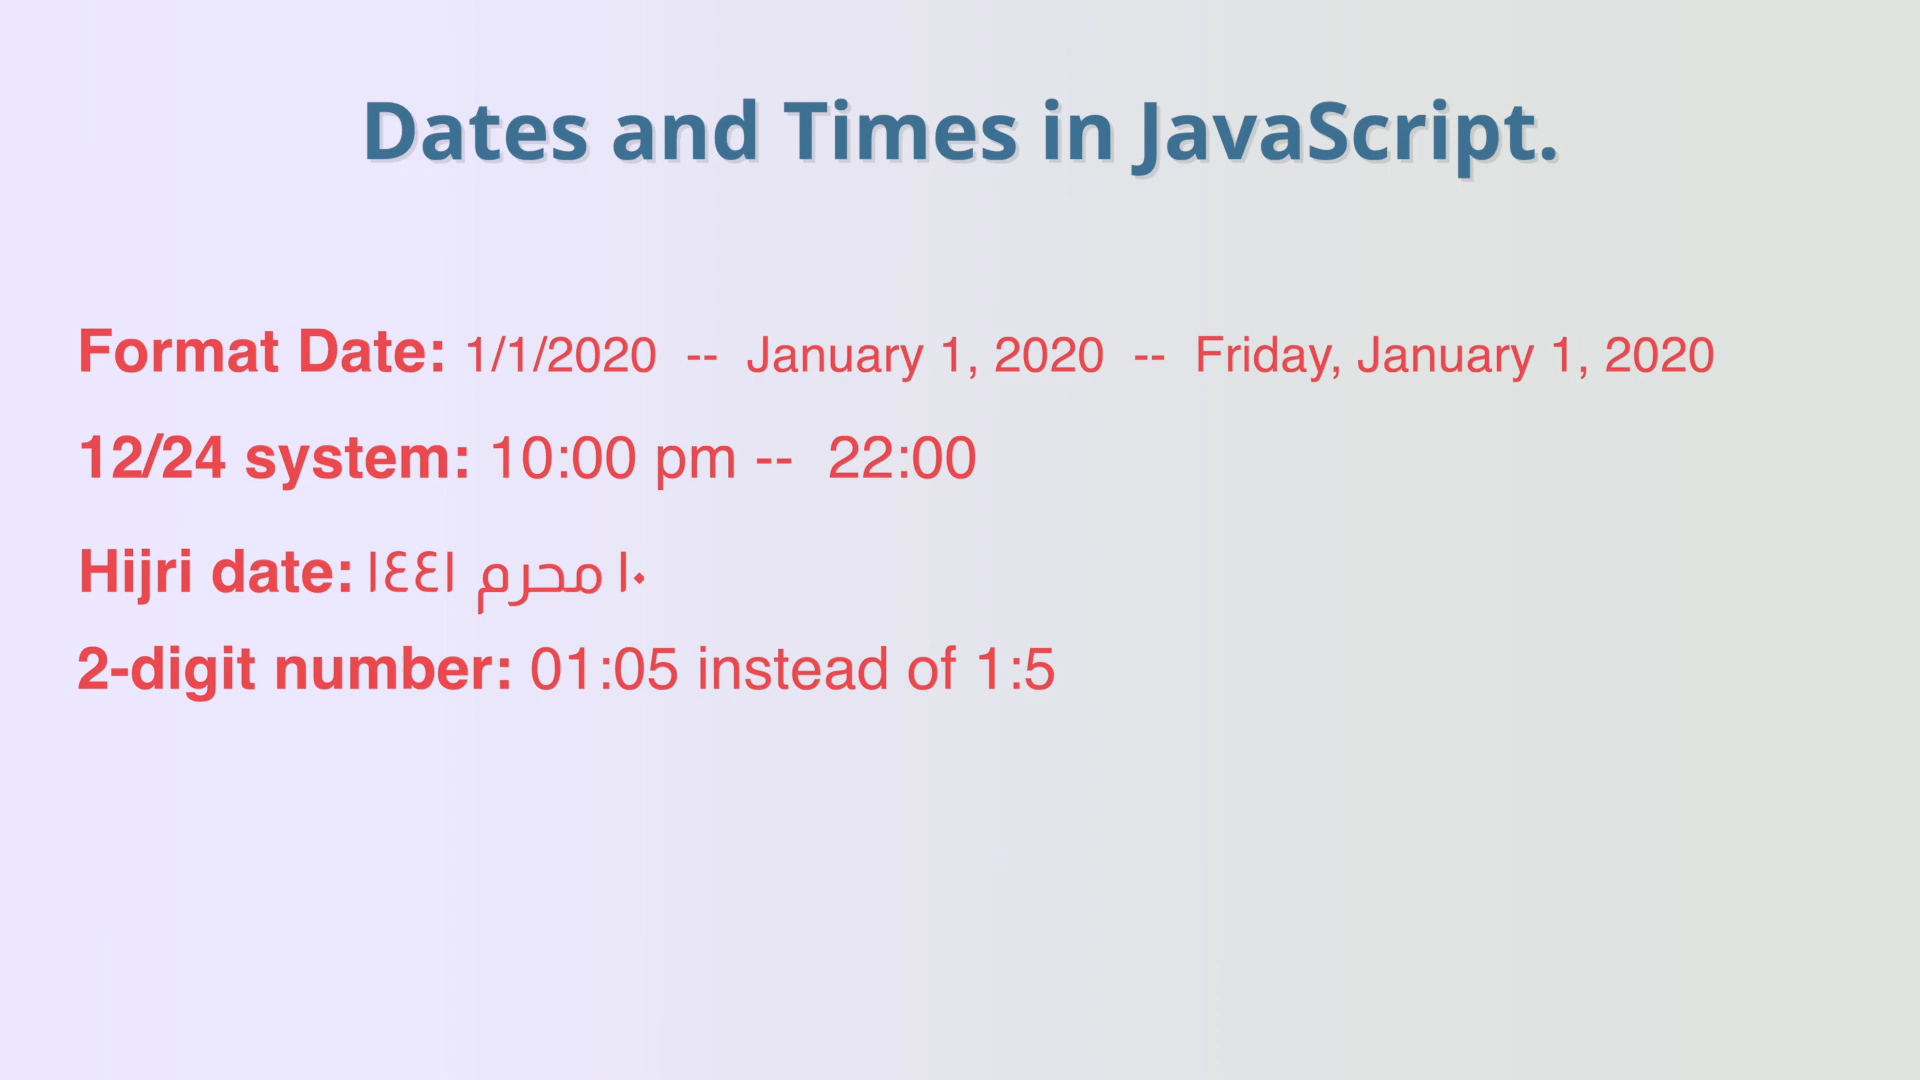 Dates and Times in JavaScript.
Format Date: 1/1/2020 -- January 1, 2020 -- Friday, January 1, 2020
12/24 system: 10:00 pm -- 22:00
Hijri date: ١٠ محرم ١٤٤١
2-digit number: 01:05 instead of 1:5